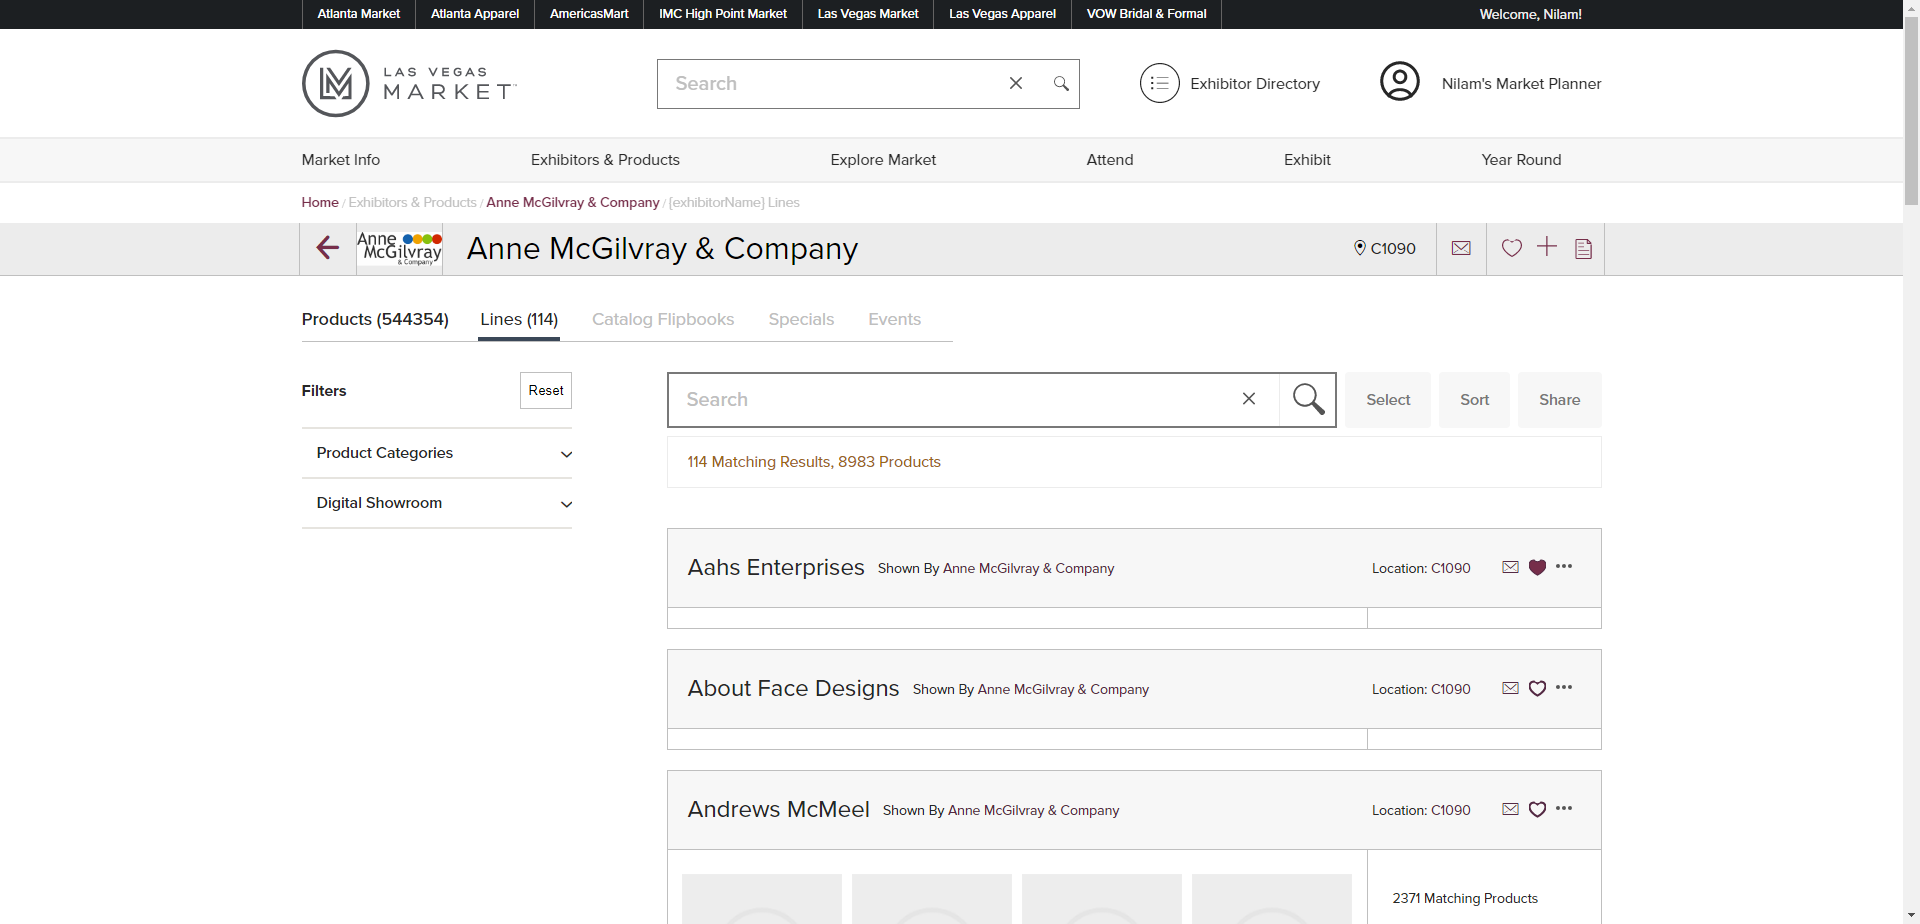 Atlanta Market Atlanta Apparel AmericasMart IMC High Point Market Las Vegas Market Las Vegas Apparel VOW Bridal & Formal Welcome, Nilam!
LM LAS VEGAS
MARKET
Search
Exhibitor Directory
Nilam's Market Planner
Market Info Exhibitors & Products Explore Market Attend Exhibit Year Round
Home / Exhibitors & Products / Anne McGilvray & Company / [exhibitorName] Lines
Anne
McGilvray
& Company
Anne McGilvray & Company
C1090
Products (544354) Lines (114) Catalog Flipbooks Specials Events
Filters
Reset
Product Categories
Digital Showroom
Search
Select Sort Share
114 Matching Results, 8983 Products
Aahs Enterprises Shown By Anne McGilvray & Company Location: C1090
About Face Designs Shown By Anne McGilvray & Company Location: C1090
Andrews McMeel Shown By Anne McGilvray & Company Location: C1090
2371 Matching Products